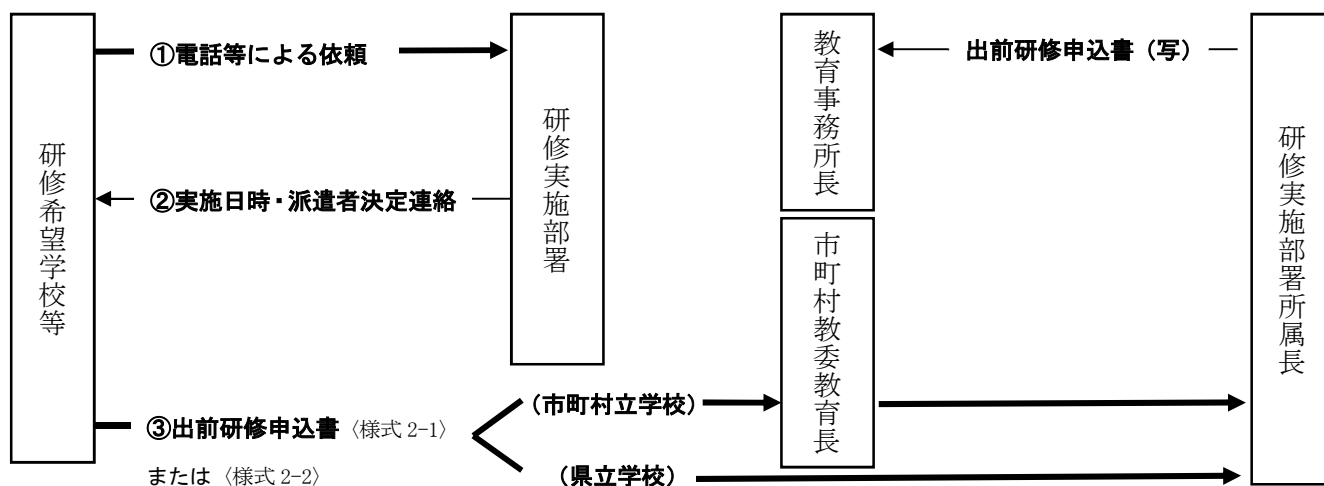 研修希望学校等
①電話等による依頼
②実施日時・派遣者決定連絡
③出前研修申込書〈様式 2-1〉
または〈様式 2-2〉
研修実施部署
(市町村立学校)
(県立学校)
教育事務所長
市町村教委教育長
出前研修申込書(写)
研修実施部署所属長